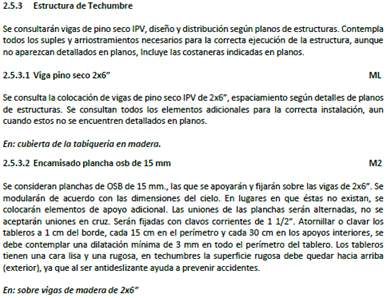 2.5.3 Estructura de Techumbre
Se consultarán vigas de pino seco IPV, diseño y distribución según planos de estructuras. Contempla
todos los suples y arriostramientos necesarios para la correcta ejecución de la estructura, aunque
no aparezcan detallados en planos, Incluye las costaneras indicadas en planos.
2.5.3.1 Viga pino seco 2x6” ML
Se consulta la colocación de vigas de pino seco IPV de 2x6”, espaciamiento según detalles de planos
de estructuras. Se consultan todos los elementos adicionales para la correcta instalación, aun
cuando estos no se encuentren detallados en planos.
En: cubierta de la tabiquería en madera.
2.5.3.2 Encamisado plancha osb de 15 mm M2
Se consideran planchas de OSB de 15 mm., las que se apoyarán y fijarán sobre las vigas de 2x6”. Se
modularán de acuerdo con las dimensiones del cielo. En lugares en que éstas no existan, se
colocarán elementos de apoyo adicional. Las uniones de las planchas serán alternadas, no se
aceptarán uniones en cruz. Serán fijadas con clavos corrientes de 1 1/2”. Atornillar o clavar los
tableros a 1 cm del borde, cada 15 cm en el perímetro y cada 30 cm en los apoyos interiores, se
debe contemplar una dilatación mínima de 3 mm en todo el perímetro del tablero. Los tableros
tienen una cara lisa y una rugosa, en techumbres la superficie rugosa debe quedar hacia arriba
(exterior), ya que al ser antideslizante ayuda a prevenir accidentes.
En: sobre vigas de madera de 2x6”